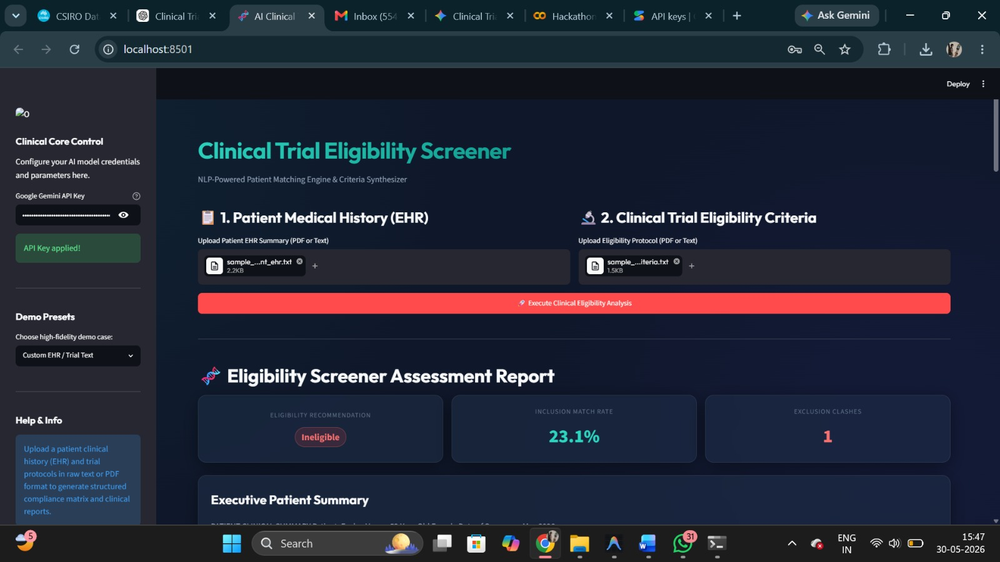 CSIRO Dat
Clinical Tri
AI Clinical
Inbox (554
Clinical Tri
Hackathon
API keys |
Ask Gemini
localhost:8501
Deploy
Clinical Core Control
Configure your AI model credentials
and parameters here.
Google Gemini API Key
API Key applied!
Demo Presets
Choose high-fidelity demo case:
Custom EHR / Trial Text
Help & Info
Upload a patient clinical
history (EHR) and trial
protocols in raw text or PDF
format to generate structured
compliance matrix and clinical
reports.
Clinical Trial Eligibility Screener
NLP-Powered Patient Matching Engine & Criteria Synthesizer
1. Patient Medical History (EHR)
Upload Patient EHR Summary (PDF or Text)
sample_...nt_ehr.txt
2.2KB
2. Clinical Trial Eligibility Criteria
Upload Eligibility Protocol (PDF or Text)
sample_...iteria.txt
1.5KB
Execute Clinical Eligibility Analysis
Eligibility Screener Assessment Report
ELIGIBILITY RECOMMENDATION
Ineligible
INCLUSION MATCH RATE
23.1%
EXCLUSION CLASHES
1
Executive Patient Summary
5
Search
31
ENG
IN
15:47
30-05-2026